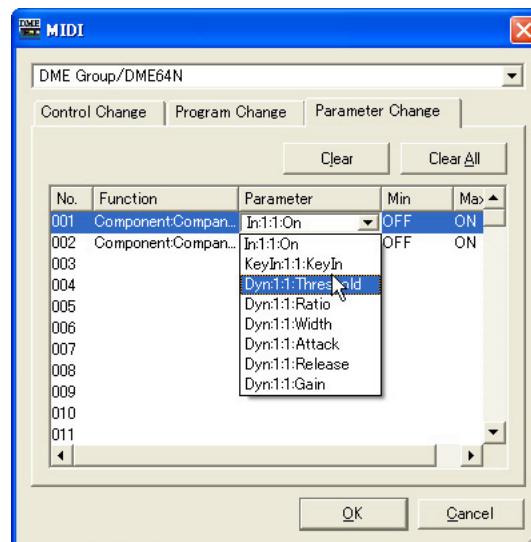 DME MIDI
DME Group/DME64N
Control Change Program Change Parameter Change
Clear Clear All
No. Function Parameter Min Max
001 Component:Compan... In:1:1:On OFF ON
002 Component:Compan... In:1:1:On OFF ON
003 KeyIn:1:1:KeyIn
004 Dyn:1:1:Threshold
005 Dyn:1:1:Ratio
006 Dyn:1:1:Width
007 Dyn:1:1:Attack
008 Dyn:1:1:Release
009 Dyn:1:1:Gain
010
011
OK Cancel